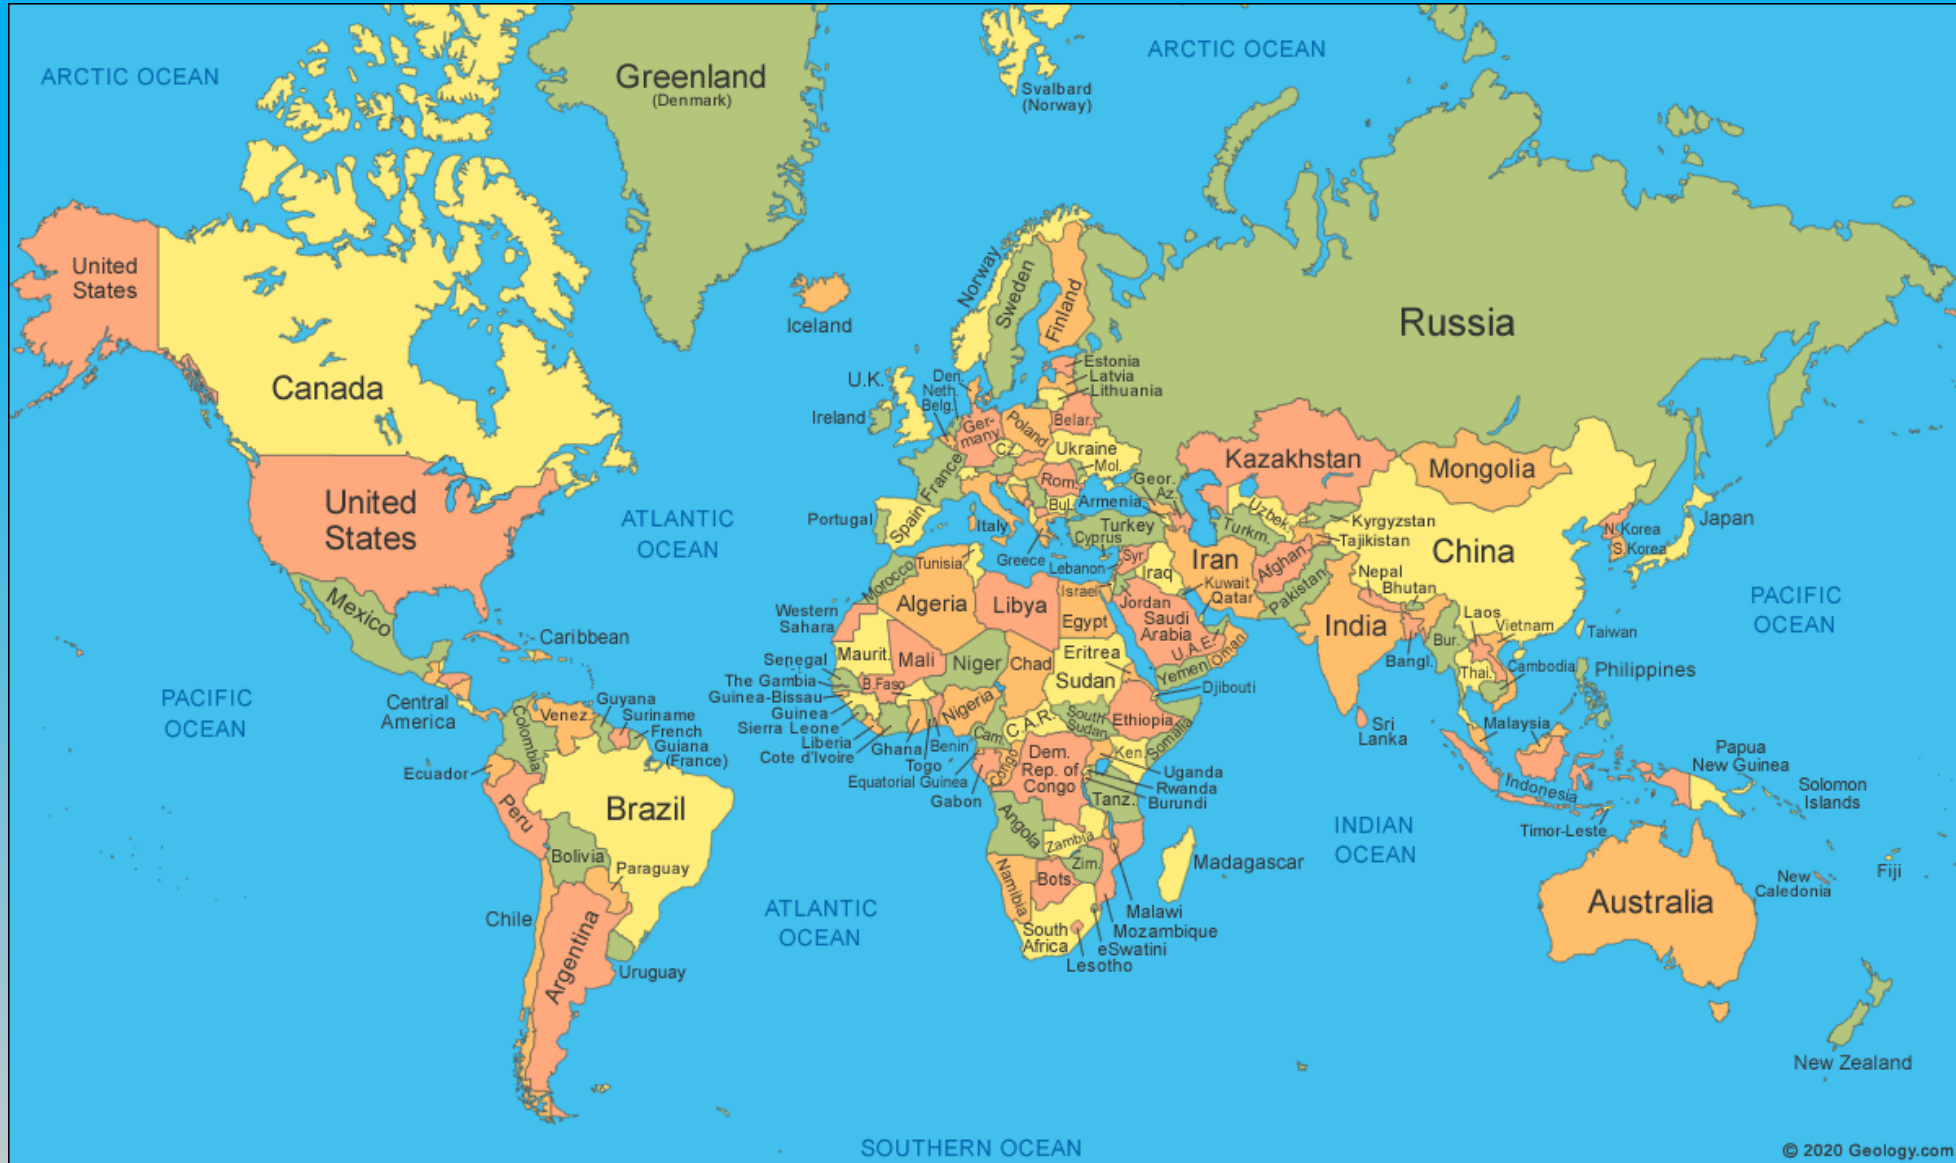 ARCTIC OCEAN
ARCTIC OCEAN
Greenland
(Denmark)
Svalbard
(Norway)
United
States
Canada
Iceland
Norway
Sweden
Finland
Russia
Estonia
Latvia
Lithuania
U.K.
Ireland
Den.
Neth.
Belg.
Ger-
many
Poland
Belar.
Cz.
Ukraine
Mol.
France
Rom.
Bul.
Italy
Spain
Portugal
Greece
Geor.
Az.
Armenia
Turkey
Cyprus
Lebanon
Syr.
Iraq
Israel
Jordan
Iran
Kuwait
Qatar
Saudi
Arabia
U.A.E.
Oman
Yemen
Kazakhstan
Uzbek.
Turkm.
Kyrgyzstan
Tajikistan
Afghan.
Pakistan
Mongolia
China
N.Korea
S.Korea
Japan
Nepal
Bhutan
India
Bangl.
Bur.
Laos
Vietnam
Thai.
Cambodia
Taiwan
Philippines
Sri
Lanka
Malaysia
Indonesia
Timor-Leste
Papua
New Guinea
Solomon
Islands
PACIFIC
OCEAN
United
States
ATLANTIC
OCEAN
Mexico
Caribbean
Central
America
PACIFIC
OCEAN
Venez.
Guyana
Suriname
French
Guiana
(France)
Colombia
Ecuador
Peru
Brazil
Bolivia
Paraguay
Chile
Argentina
Uruguay
Morocco
Tunisia
Algeria
Libya
Egypt
Western
Sahara
Maurit.
Mali
Niger
Chad
Eritrea
Sudan
Djibouti
Senegal
The Gambia
Guinea-Bissau
Guinea
Sierra Leone
Liberia
Cote d'Ivoire
B.Faso
Ghana
Togo
Benin
Nigeria
Cam.
Equatorial Guinea
Gabon
Congo
C.A.R.
South
Sudan
Ethiopia
Somalia
Dem.
Rep. of
Congo
Ken.
Uganda
Rwanda
Burundi
Tanz.
Angola
Zambia
Zim.
Namibia
Bots.
South
Africa
Malawi
Mozambique
eSwatini
Lesotho
Madagascar
ATLANTIC
OCEAN
INDIAN
OCEAN
Australia
New
Caledonia
Fiji
New Zealand
SOUTHERN OCEAN
© 2020 Geology.com